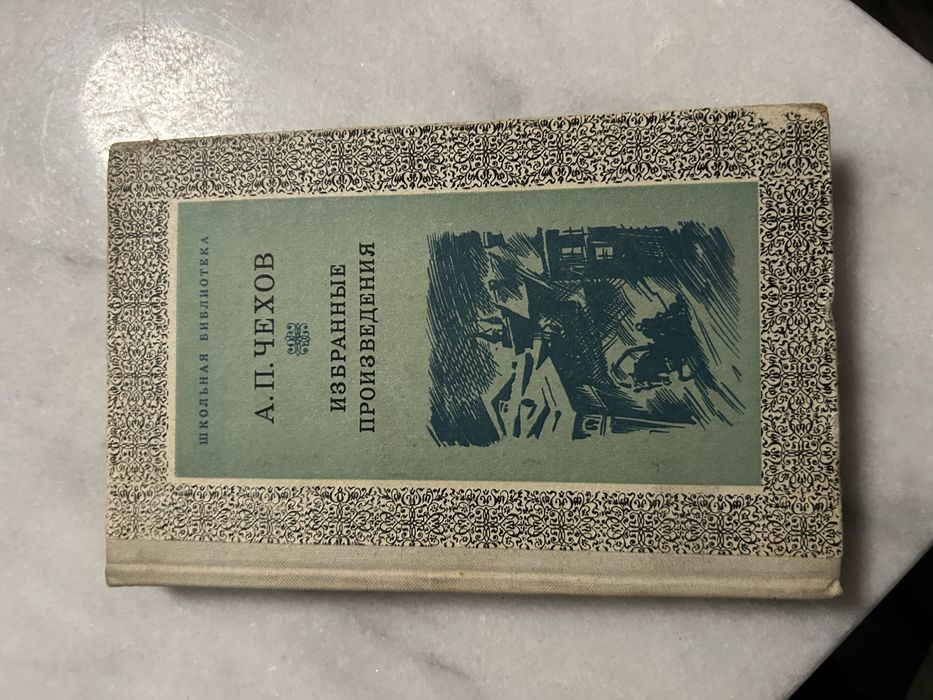 ШКОЛЬНАЯ БИБЛИОТЕКА
А. П. ЧЕХОВ
ИЗБРАННЫЕ
ПРОИЗВЕДЕНИЯ